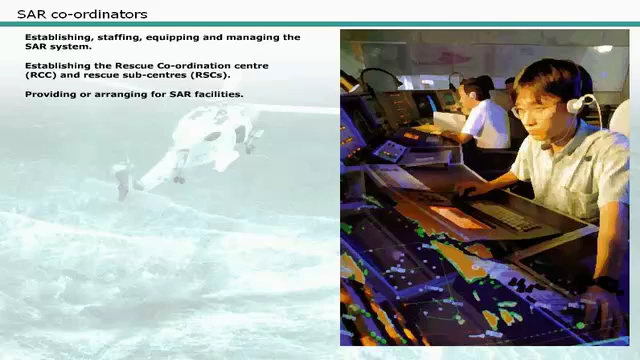 SAR co-ordinators
Establishing, staffing, equipping and managing the
SAR system.
Establishing the Rescue Co-ordination centre
(RCC) and rescue sub-centres (RSCs).
Providing or arranging for SAR facilities.